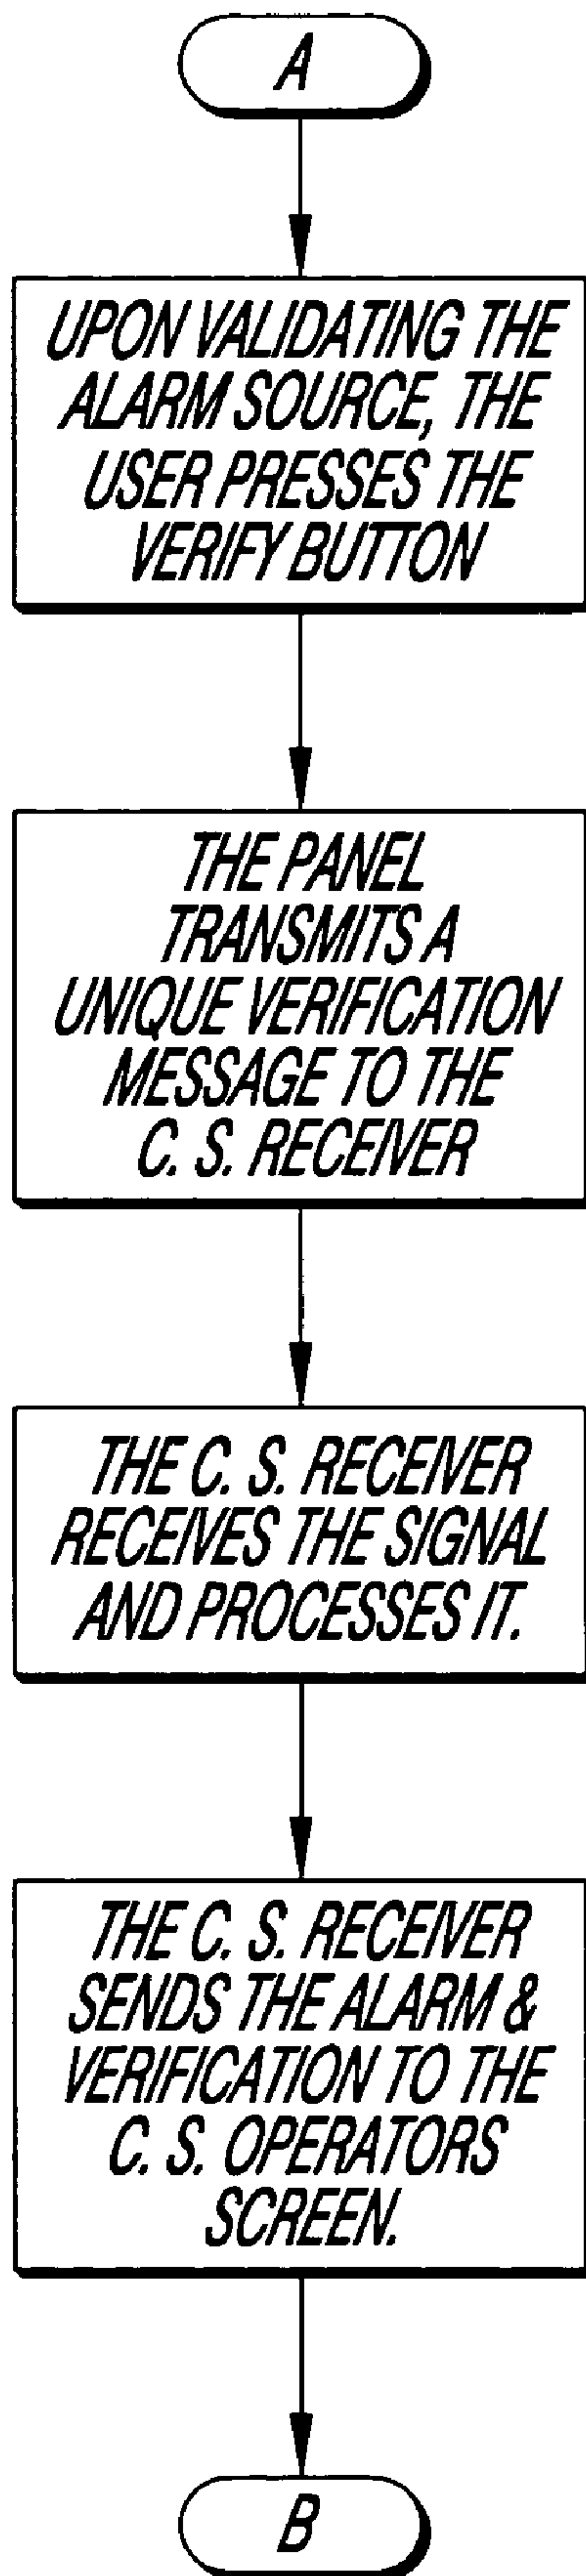 A
UPON VALIDATING THE
ALARM SOURCE, THE
USER PRESSES THE
VERIFY BUTTON
THE PANEL
TRANSMITS A
UNIQUE VERIFICATION
MESSAGE TO THE
C. S. RECEIVER
THE C. S. RECEIVER
RECEIVES THE SIGNAL
AND PROCESSES IT.
THE C. S. RECEIVER
SENDS THE ALARM &
VERIFICATION TO THE
C. S. OPERATORS
SCREEN.
B